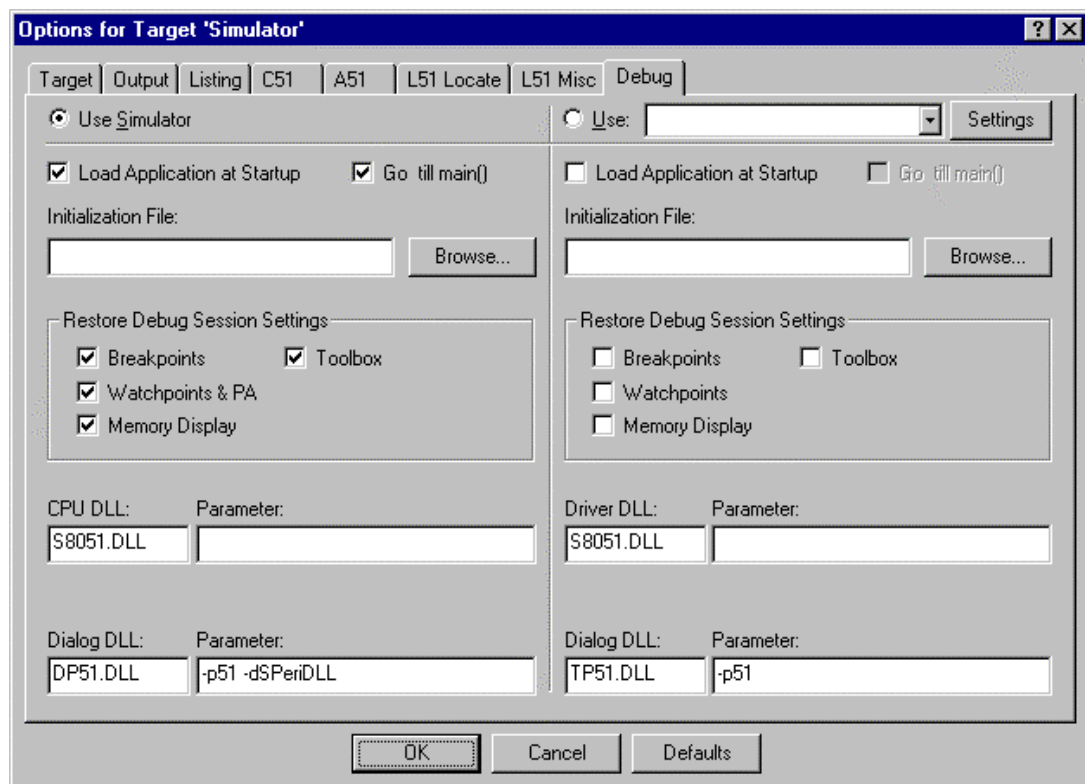 Options for Target 'Simulator'
Target Output Listing C51 A51 L51 Locate L51 Misc Debug
Use Simulator
Load Application at Startup Go till main()
Initialization File:
Browse...
Restore Debug Session Settings
Breakpoints Toolbox
Watchpoints & PA
Memory Display
CPU DLL: Parameter:
S8051.DLL
Dialog DLL: Parameter:
DP51.DLL -p51 -dSPeriDLL
Use: Settings
Load Application at Startup Go till main()
Initialization File:
Browse...
Restore Debug Session Settings
Breakpoints Toolbox
Watchpoints
Memory Display
Driver DLL: Parameter:
S8051.DLL
Dialog DLL: Parameter:
TP51.DLL -p51
OK Cancel Defaults